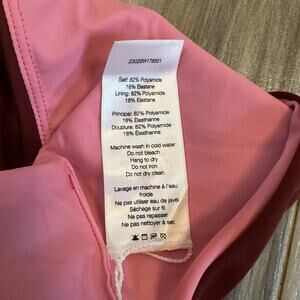 2302SW176551
Self: 82% Polyamide
18% Elastane
Lining: 82% Polyamide
18% Elastane
Principal: 82% Polyamide
18% Elasthanne
Doublure: 82% Polyamide
18% Elasthanne
Machine wash in cold water
Do not bleach
Hang to dry
Do not iron
Do not dry clean
Lavage en machine à l'eau
froide
Ne pas utiliser eau de javel
Séchage sur fil
Ne pas repasser
Ne pas nettoyer à sec